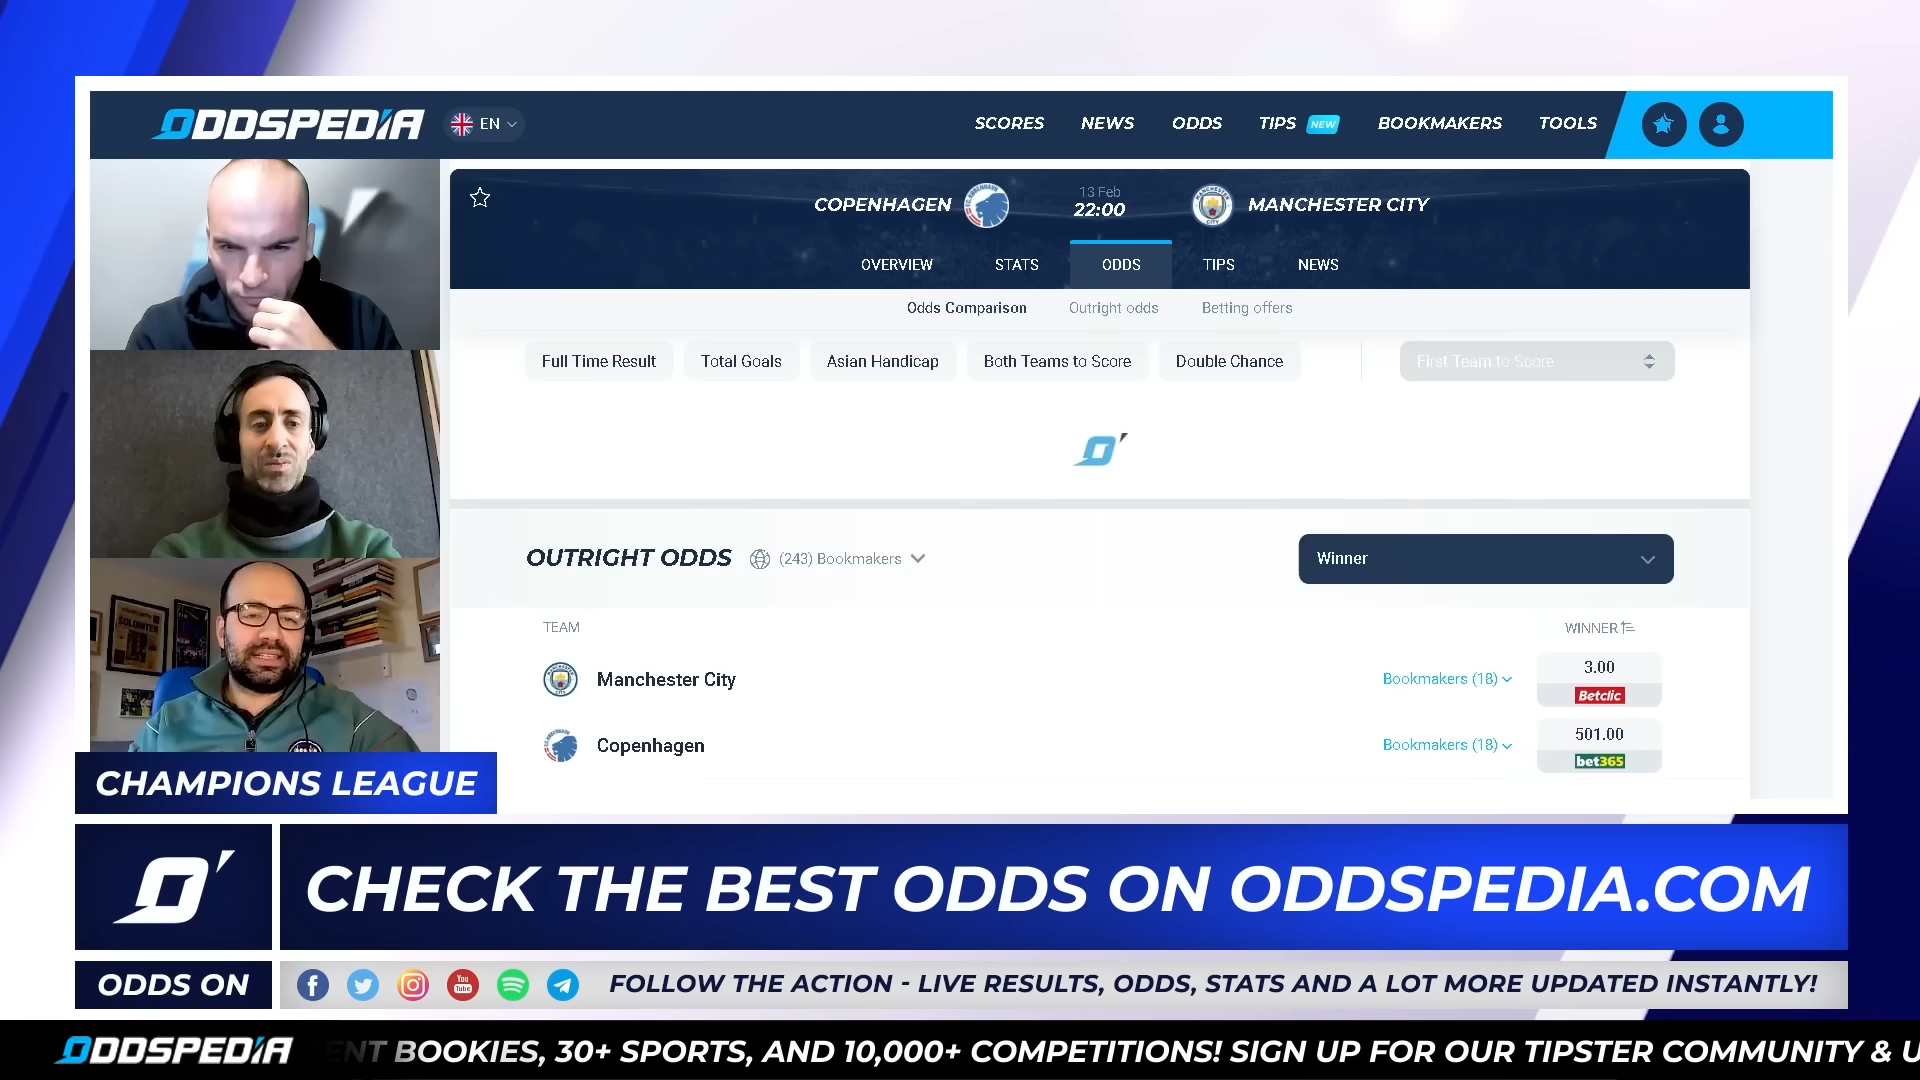 ODDSPEDIA
EN
SCORES
NEWS
ODDS
TIPS NEW
BOOKMAKERS
TOOLS
COPENHAGEN
13 Feb
22:00
MANCHESTER CITY
OVERVIEW
STATS
ODDS
TIPS
NEWS
Odds Comparison
Outright odds
Betting offers
Full Time Result
Total Goals
Asian Handicap
Both Teams to Score
Double Chance
First Team to Score
OUTRIGHT ODDS
(243) Bookmakers
Winner
TEAM
WINNER
Manchester City
Bookmakers (18)
3.00
Betclic
Copenhagen
Bookmakers (18)
501.00
bet365
CHAMPIONS LEAGUE
CHECK THE BEST ODDS ON ODDSPEDIA.COM
ODDS ON
You Tube
FOLLOW THE ACTION - LIVE RESULTS, ODDS, STATS AND A LOT MORE UPDATED INSTANTLY!
ODDSPEDIA
ENT BOOKIES, 30+ SPORTS, AND 10,000+ COMPETITIONS! SIGN UP FOR OUR TIPSTER COMMUNITY & U